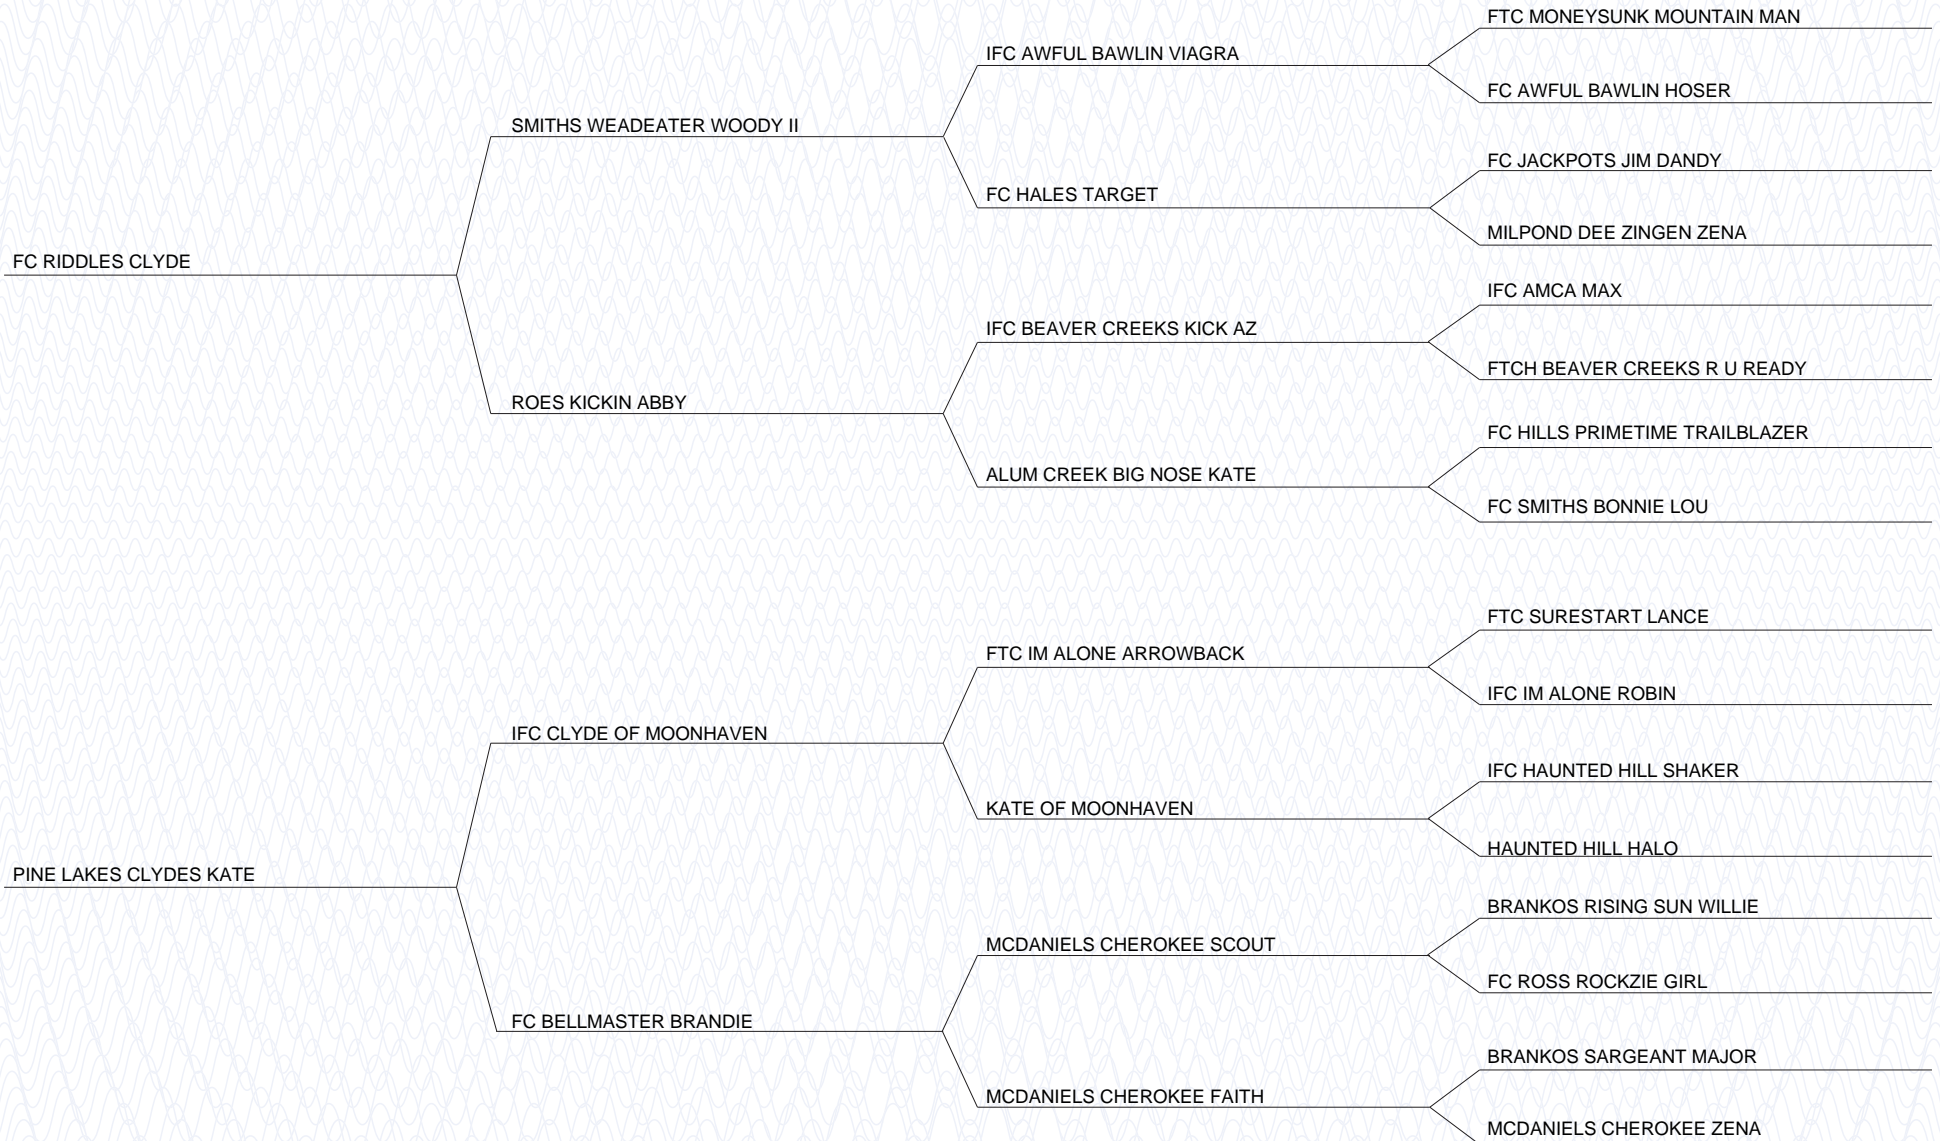 FTC MONEYSUNK MOUNTAIN MAN
IFC AWFUL BAWLIN VIAGRA
FC AWFUL BAWLIN HOSER
SMITHS WEADEATER WOODY II
FC JACKPOTS JIM DANDY
FC HALES TARGET
MILPOND DEE ZINGEN ZENA
FC RIDDLES CLYDE
IFC AMCA MAX
IFC BEAVER CREEKS KICK AZ
FTCH BEAVER CREEKS R U READY
ROES KICKIN ABBY
FC HILLS PRIMETIME TRAILBLAZER
ALUM CREEK BIG NOSE KATE
FC SMITHS BONNIE LOU
FTC SURESTART LANCE
FTC IM ALONE ARROWBACK
IFC IM ALONE ROBIN
IFC CLYDE OF MOONHAVEN
IFC HAUNTED HILL SHAKER
KATE OF MOONHAVEN
HAUNTED HILL HALO
PINE LAKES CLYDES KATE
BRANKOS RISING SUN WILLIE
MCDANIELS CHEROKEE SCOUT
FC ROSS ROCKZIE GIRL
FC BELLMASTER BRANDIE
BRANKOS SARGEANT MAJOR
MCDANIELS CHEROKEE FAITH
MCDANIELS CHEROKEE ZENA